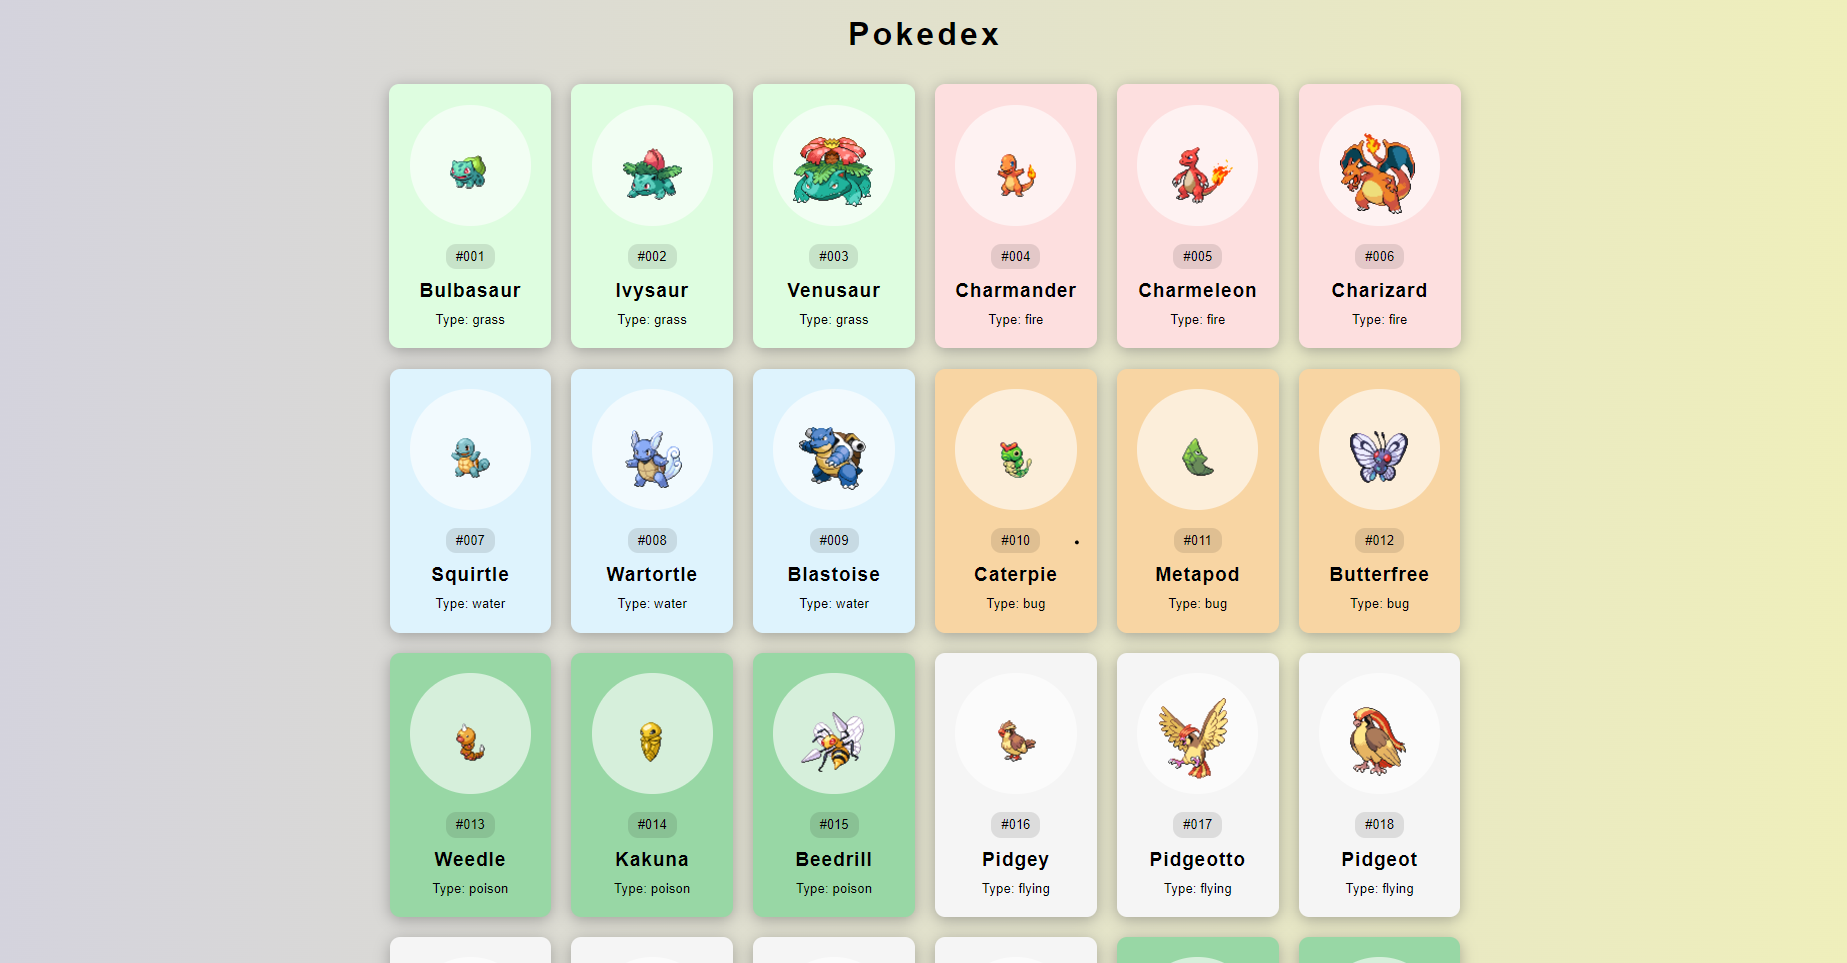 Pokedex
#001
Bulbasaur
Type: grass
#002
Ivysaur
Type: grass
#003
Venusaur
Type: grass
#004
Charmander
Type: fire
#005
Charmeleon
Type: fire
#006
Charizard
Type: fire
#007
Squirtle
Type: water
#008
Wartortle
Type: water
#009
Blastoise
Type: water
#010
Caterpie
Type: bug
#011
Metapod
Type: bug
#012
Butterfree
Type: bug
#013
Weedle
Type: poison
#014
Kakuna
Type: poison
#015
Beedrill
Type: poison
#016
Pidgey
Type: flying
#017
Pidgeotto
Type: flying
#018
Pidgeot
Type: flying